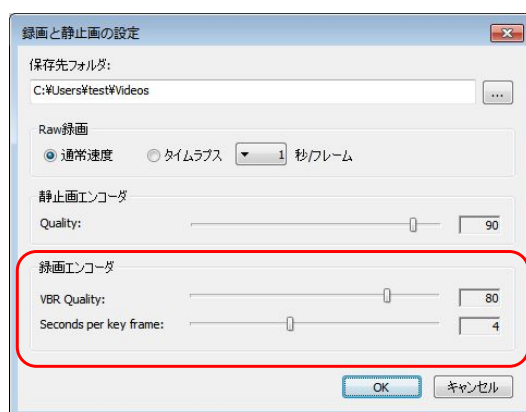 録画と静止画の設定
保存先フォルダ:
C:¥Users¥test¥Videos
...
Raw録画
通常速度 タイムラプス 1 秒/フレーム
静止画エンコーダ
Quality: 90
録画エンコーダ
VBR Quality: 80
Seconds per key frame: 4
OK キャンセル